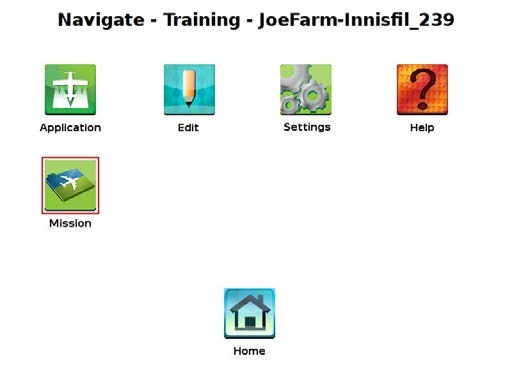 Navigate - Training - JoeFarm-Innisfil_239
Application Edit Settings Help
Mission
Home